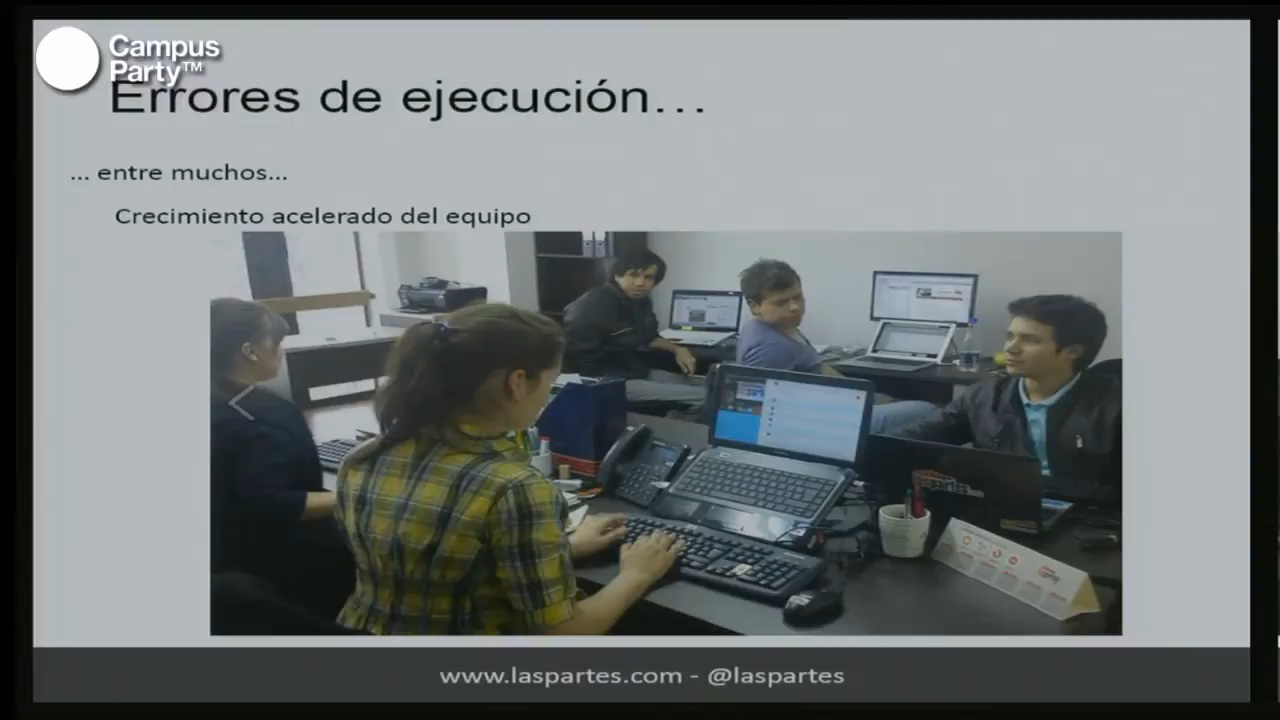 Campus
Party™
Errores de ejecución...
... entre muchos...
Crecimiento acelerado del equipo
www.laspartes.com - @laspartes